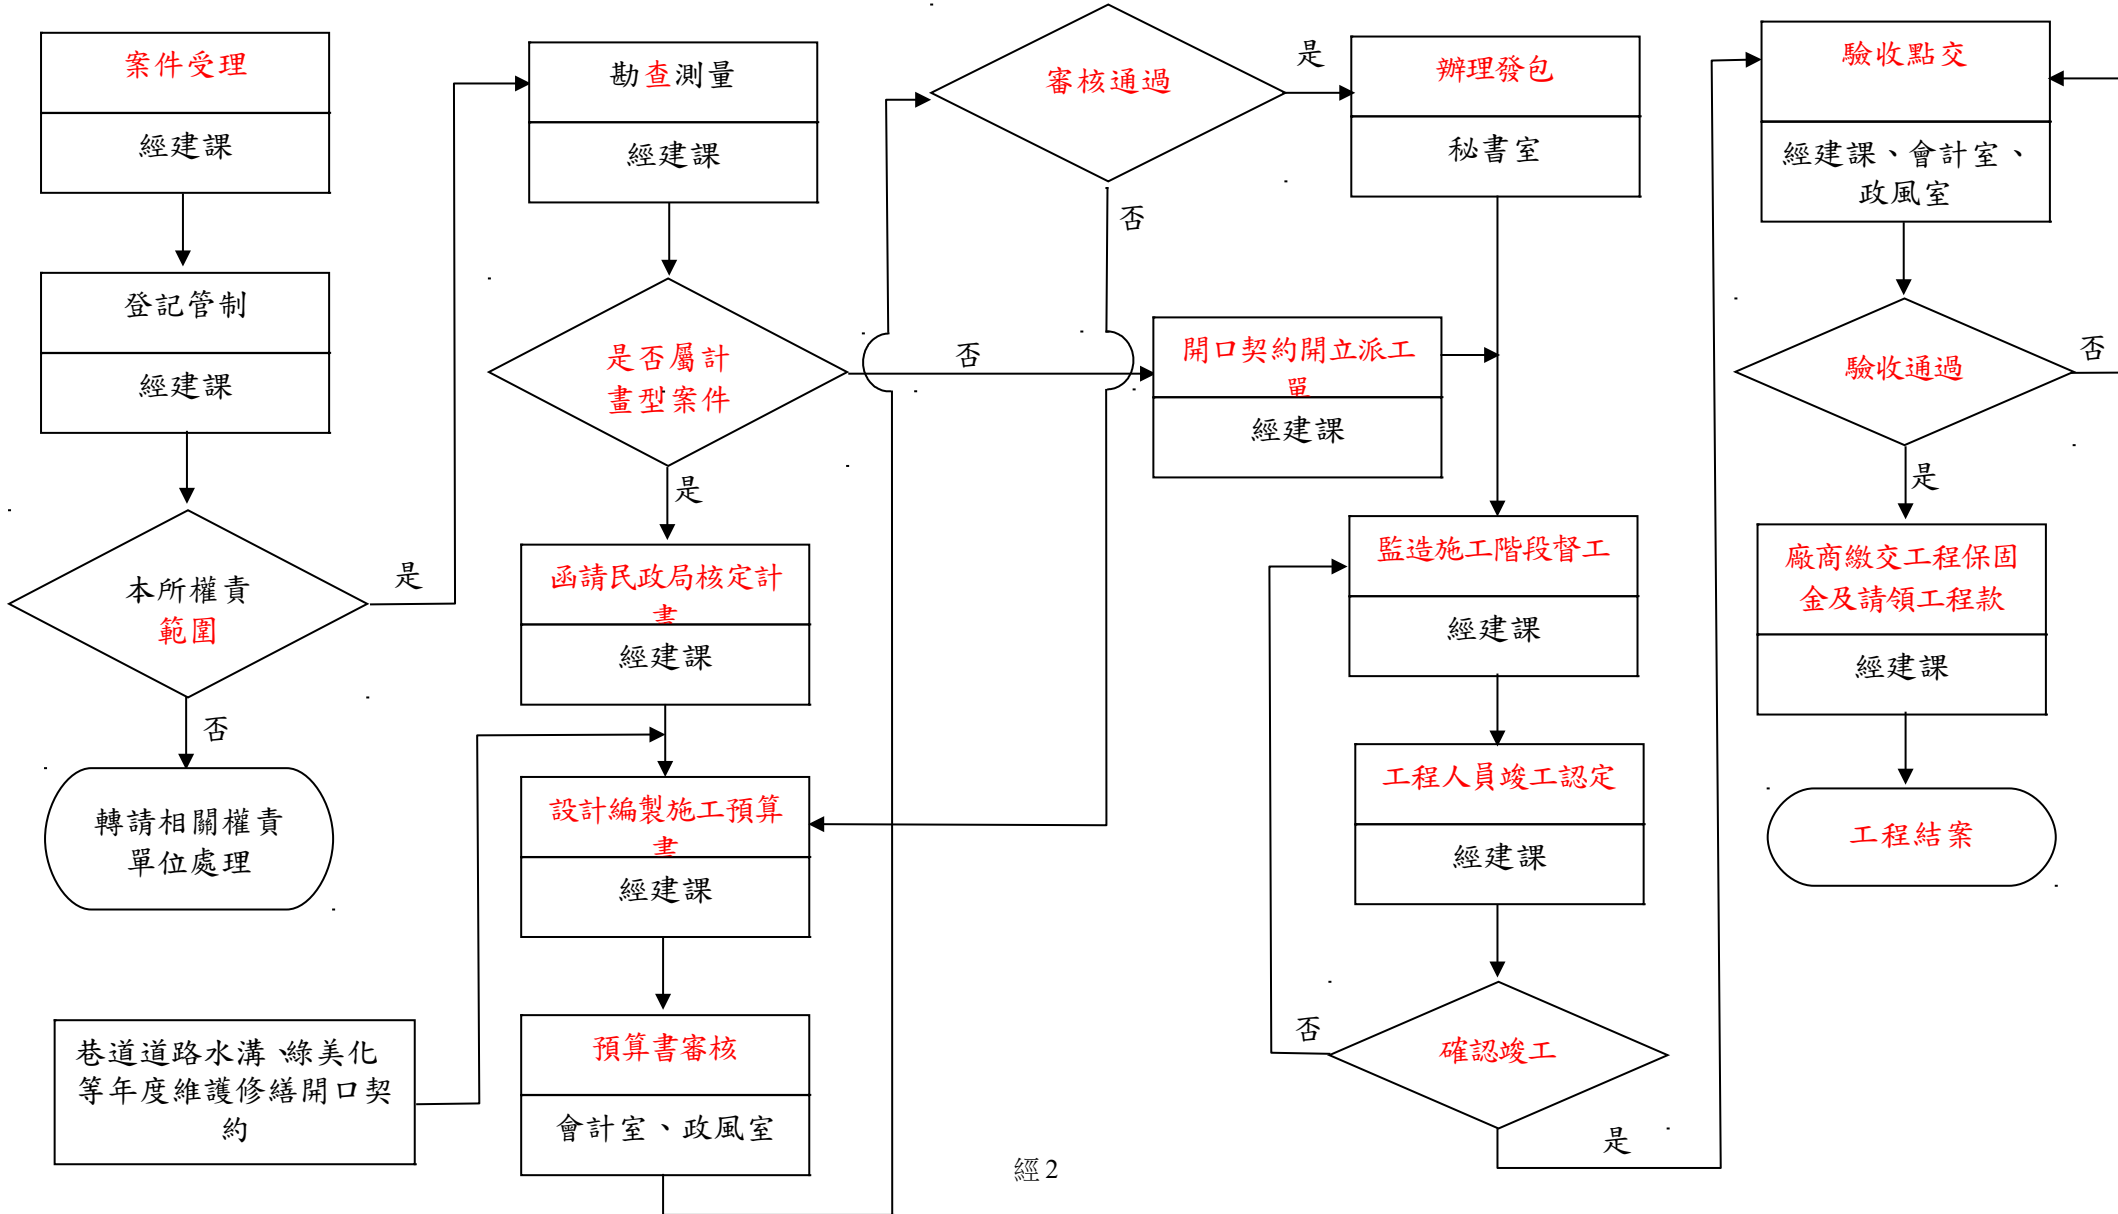 案件受理
經建課
登記管制
經建課
本所權責
範圍
是
否
轉請相關權責
單位處理
巷道道路水溝、綠美化
等年度維護修繕開口契
約
勘查測量
經建課
是否屬計
畫型案件
否
是
函請民政局核定計
畫
經建課
設計編製施工預算
書
經建課
預算書審核
會計室、政風室
審核通過
是
否
辦理發包
秘書室
開口契約開立派工
單
經建課
監造施工階段督工
經建課
工程人員竣工認定
經建課
確認竣工
否
是
驗收點交
經建課、會計室、
政風室
驗收通過
否
是
廠商繳交工程保固
金及請領工程款
經建課
工程結案
經2